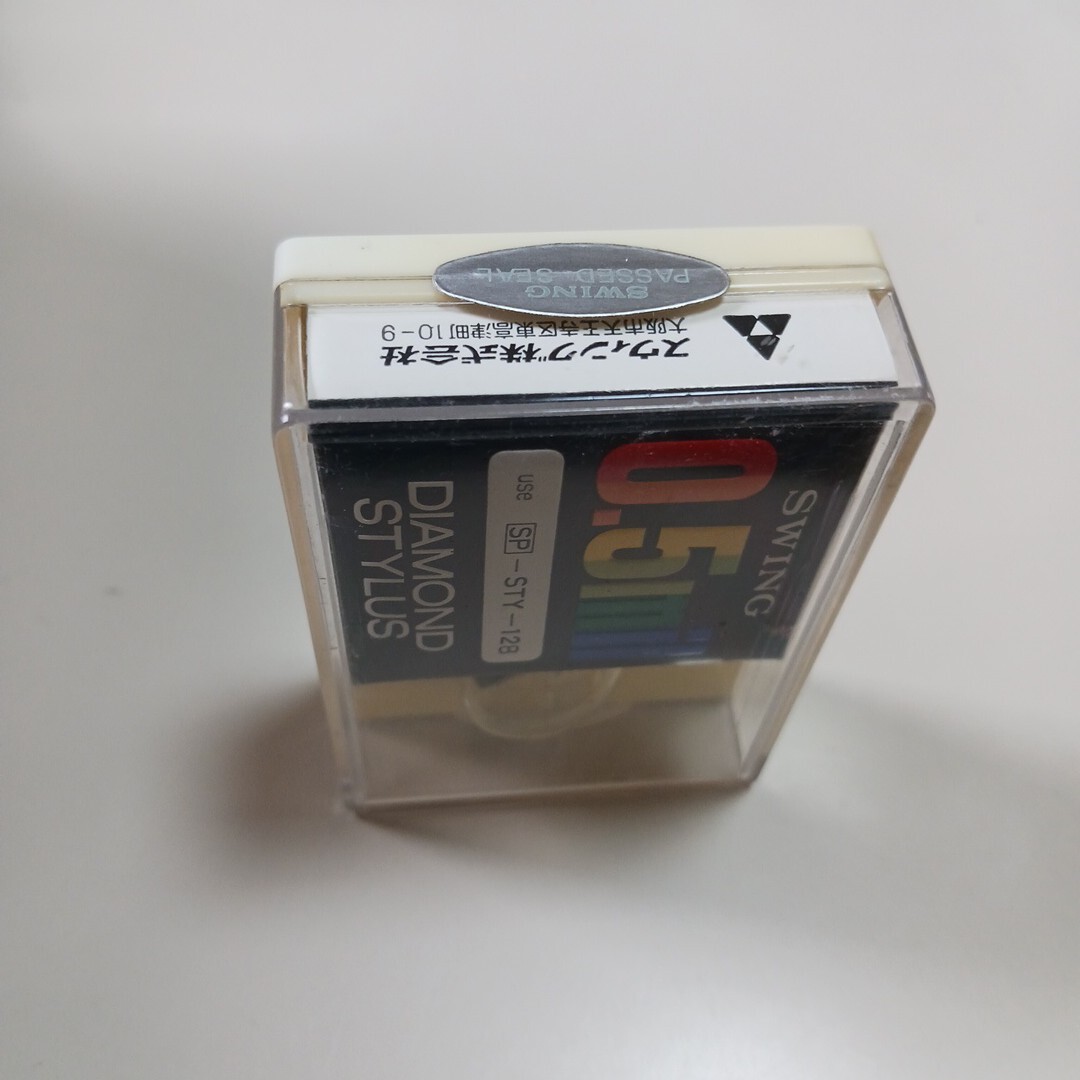 SWING
PASSED SEAL
スウィング株式会社
大阪市天王寺区東高津町10-9
SWING
0.5m
use SP-STY-128
DIAMOND
STYLUS